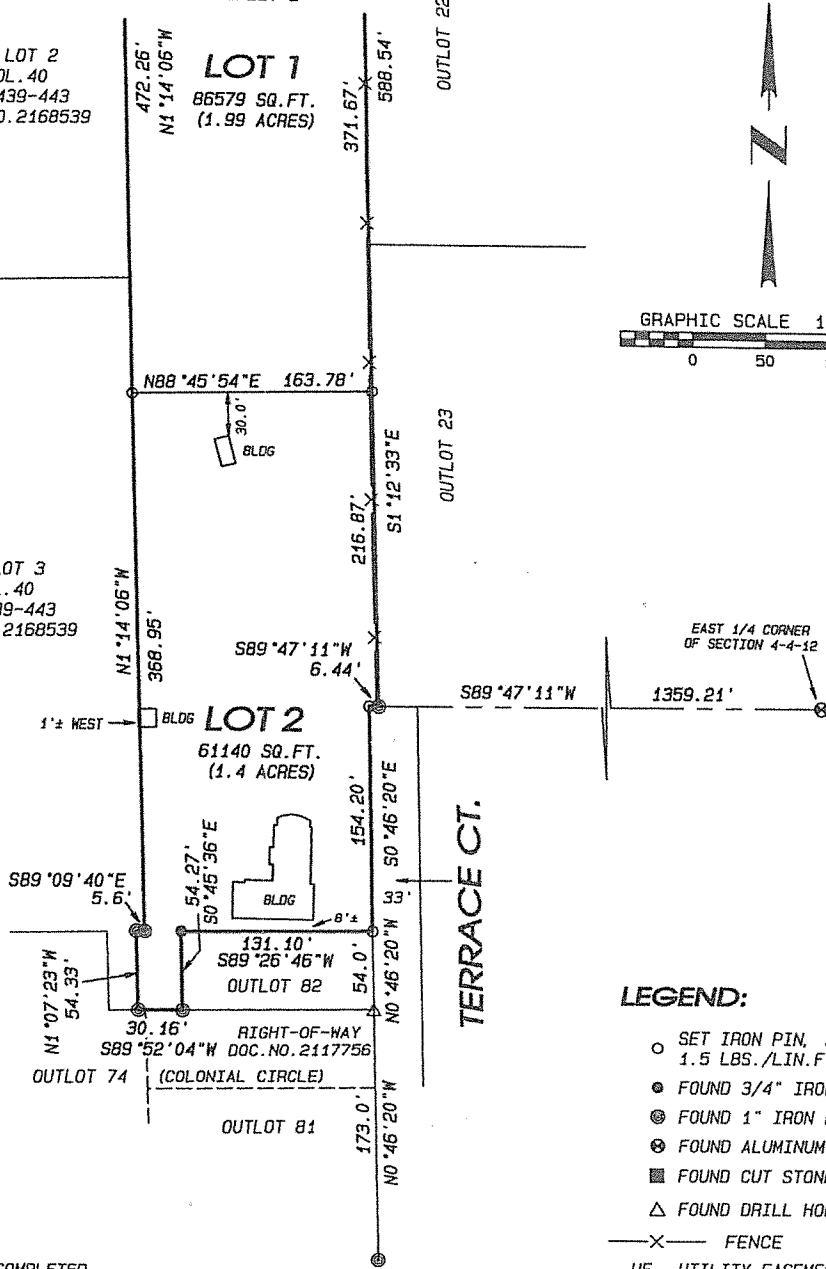 OUTLOT 22
LOT 2
OL.40
439-443
O.2168539
472.26'
N1°14'06"W
LOT 1
86579 SQ.FT.
(1.99 ACRES)
371.67'
588.54'
N
GRAPHIC SCALE 1
0 50
N88°45'54"E 163.78'
30.0'
BLDG
OUTLOT 23
S1°12'33"E
216.87'
OT 3
.40
39-443
2168539
N1°14'06"W
368.95'
S89°47'11"W
6.44'
EAST 1/4 CORNER
OF SECTION 4-4-12
S89°47'11"W 1359.21'
1'± WEST
BLDG
LOT 2
61140 SQ.FT.
(1.4 ACRES)
154.20'
S0°46'20"E
33'
TERRACE CT.
S89°09'40"E
5.6'
54.27'
S0°45'36"E
BLDG
8'±
131.10'
S89°26'46"W
OUTLOT 82
54.0'
N0°46'20"W
N1°07'23"W
54.33'
30.16'
S89°52'04"W
RIGHT-OF-WAY
DOC.NO.2117756
(COLONIAL CIRCLE)
OUTLOT 74
OUTLOT 81
173.0'
N0°46'20"W
LEGEND:
SET IRON PIN,
1.5 LBS./LIN.F
FOUND 3/4" IRO
FOUND 1" IRON
FOUND ALUMINUM
FOUND CUT STON
FOUND DRILL HO
FENCE
UE UTILITY EASEME
COMPLETED